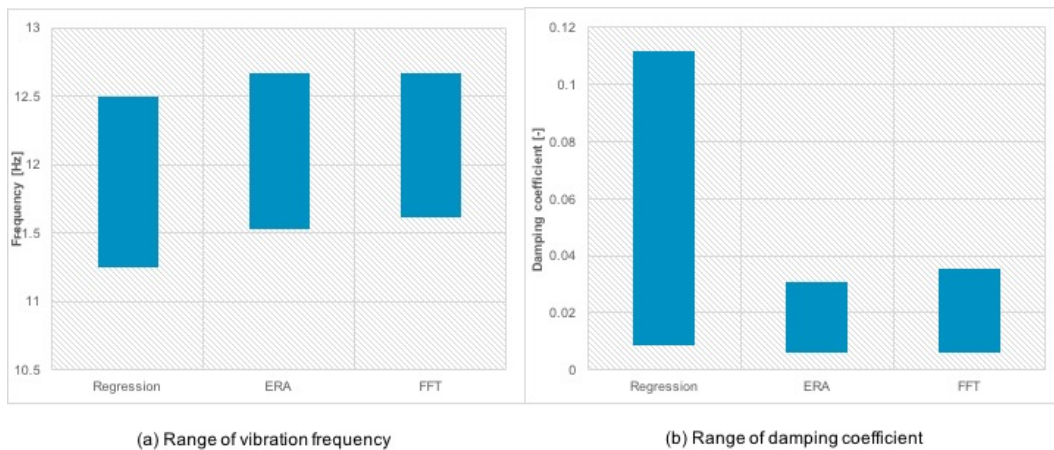 13
12.5
12
11.5
11
10.5
Frequency [Hz]
Regression
ERA
FFT
(a) Range of vibration frequency
0.12
0.1
0.08
0.06
0.04
0.02
0
Damping coefficient [-]
Regression
ERA
FFT
(b) Range of damping coefficient